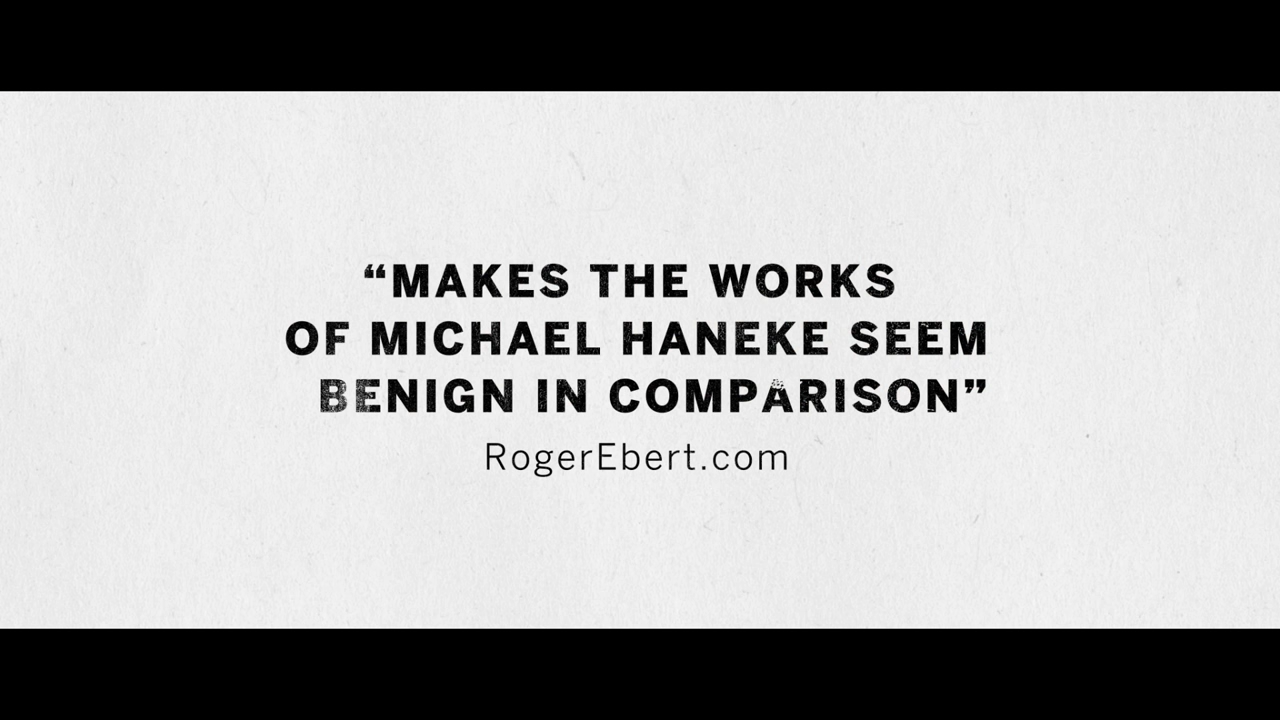 “MAKES THE WORKS
OF MICHAEL HANEKE SEEM
BENIGN IN COMPARISON”
RogerEbert.com